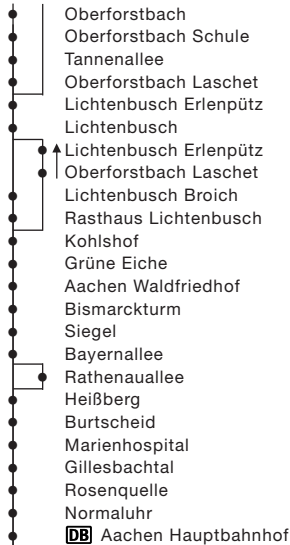 Oberforstbach
Oberforstbach Schule
Tannenallee
Oberforstbach Laschet
Lichtenbusch Erlenpütz
Lichtenbusch
Lichtenbusch Erlenpütz
Oberforstbach Laschet
Lichtenbusch Broich
Rasthaus Lichtenbusch
Kohlshof
Grüne Eiche
Aachen Waldfriedhof
Bismarckturm
Siegel
Bayernallee
Rathenauallee
Heißberg
Burtscheid
Marienhospital
Gillesbachtal
Rosenquelle
Normaluhr
DB Aachen Hauptbahnhof